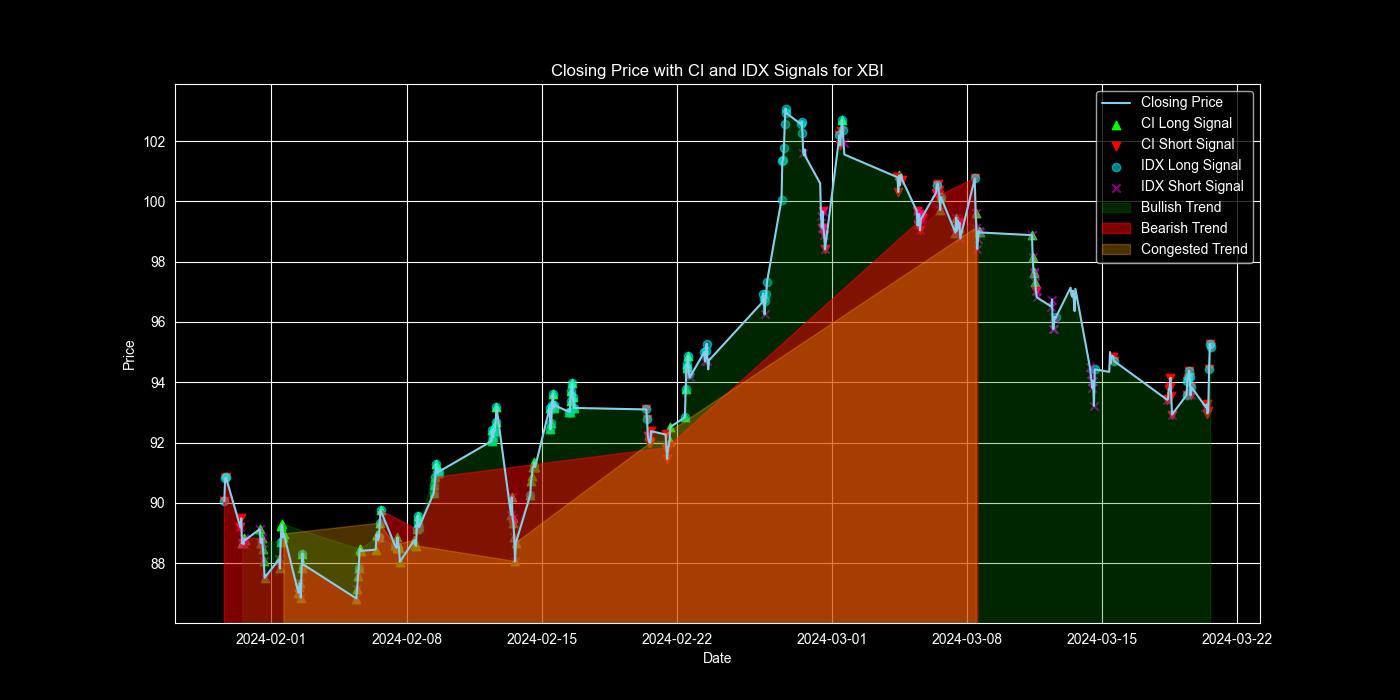 Closing Price with CI and IDX Signals for XBI
Closing Price
CI Long Signal
CI Short Signal
IDX Long Signal
IDX Short Signal
Bullish Trend
Bearish Trend
Congested Trend
Price
102
100
98
96
94
92
90
88
2024-02-01
2024-02-08
2024-02-15
2024-02-22
2024-03-01
2024-03-08
2024-03-15
2024-03-22
Date